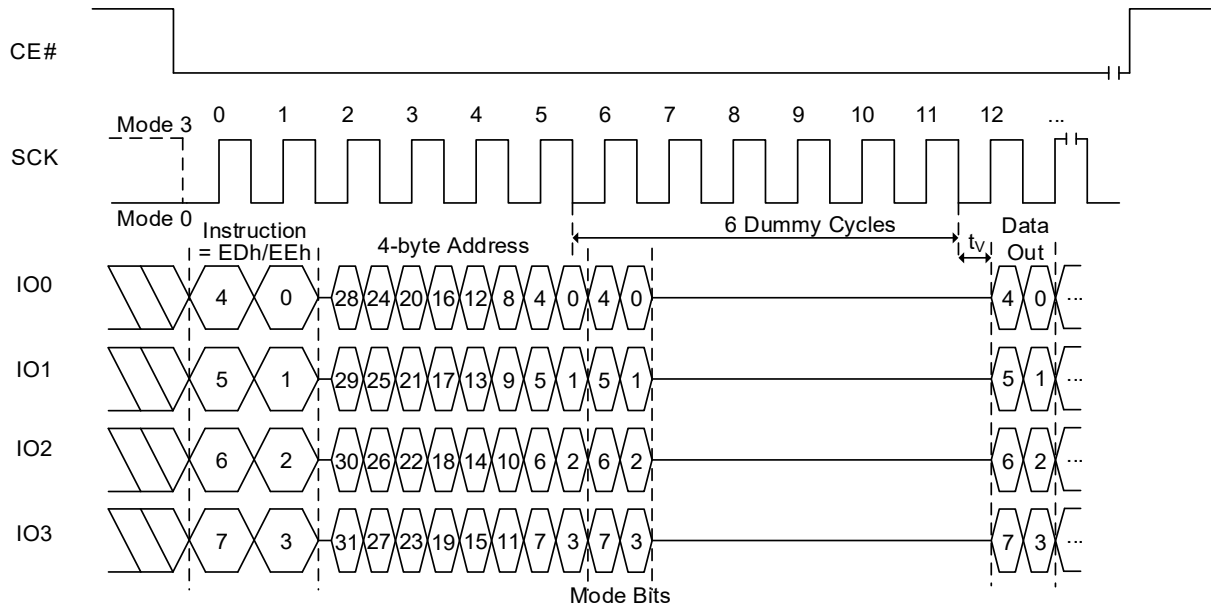 CE#
0 1 2 3 4 5 6 7 8 9 10 11 12 ...
Mode 3
SCK
Mode 0
Instruction
= EDh/EEh
4-byte Address
6 Dummy Cycles
tV
Data
Out
IO0 4 0 28 24 20 16 12 8 4 0 4 0 4 0 ...
IO1 5 1 29 25 21 17 13 9 5 1 5 1 5 1 ...
IO2 6 2 30 26 22 18 14 10 6 2 6 2 6 2 ...
IO3 7 3 31 27 23 19 15 11 7 3 7 3 7 3 ...
Mode Bits